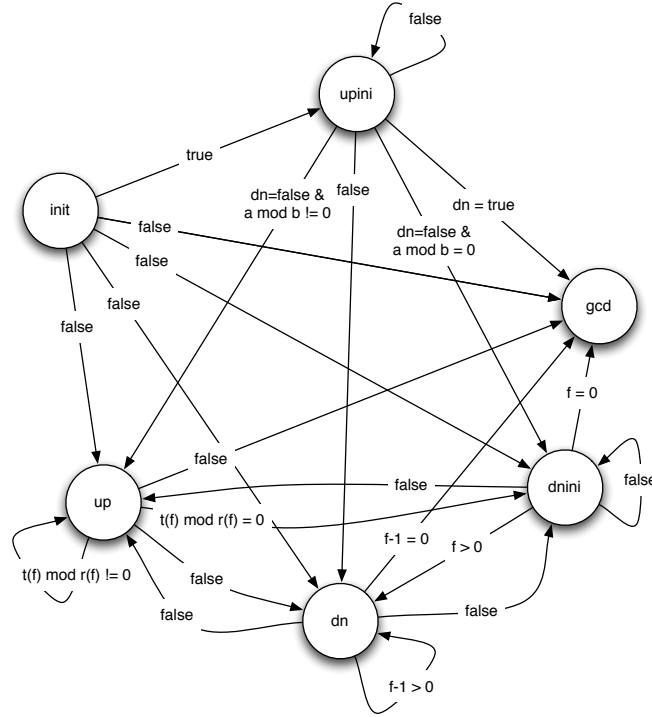 false
upini
true
dn=false &
a mod b != 0
false
init
dn = true
false
dn=false &
a mod b = 0
false
false
gcd
false
f = 0
false
false
dnini
false
up
t(f) mod r(f) = 0
f-1 = 0
f > 0
t(f) mod r(f) != 0
false
false
false
dn
f-1 > 0